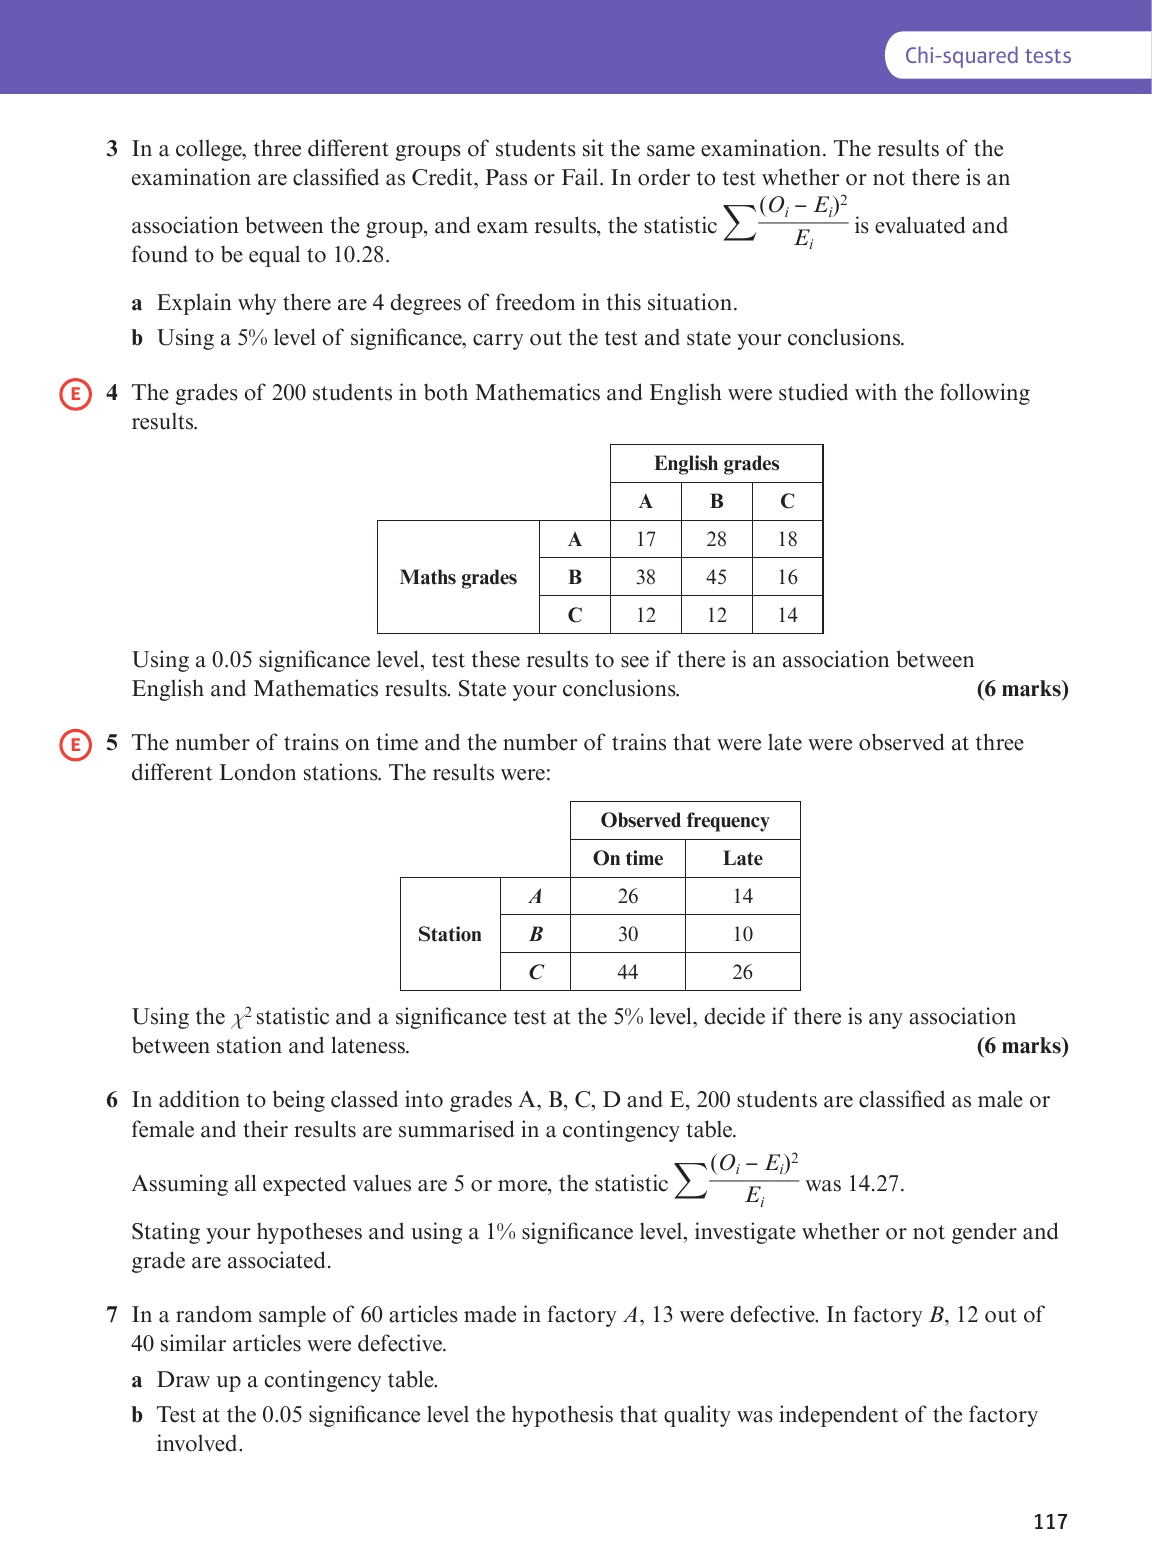 Chi-squared tests
3 In a college, three different groups of students sit the same examination. The results of the
examination are classified as Credit, Pass or Fail. In order to test whether or not there is an
association between the group, and exam results, the statistic ∑(Oᵢ − Eᵢ)²/Eᵢ is evaluated and
found to be equal to 10.28.
a Explain why there are 4 degrees of freedom in this situation.
b Using a 5% level of significance, carry out the test and state your conclusions.
E 4 The grades of 200 students in both Mathematics and English were studied with the following
results.
English grades
A B C
A 17 28 18
Maths grades B 38 45 16
C 12 12 14
Using a 0.05 significance level, test these results to see if there is an association between
English and Mathematics results. State your conclusions. (6 marks)
E 5 The number of trains on time and the number of trains that were late were observed at three
different London stations. The results were:
Observed frequency
On time Late
A 26 14
Station B 30 10
C 44 26
Using the χ² statistic and a significance test at the 5% level, decide if there is any association
between station and lateness. (6 marks)
6 In addition to being classed into grades A, B, C, D and E, 200 students are classified as male or
female and their results are summarised in a contingency table.
Assuming all expected values are 5 or more, the statistic ∑(Oᵢ − Eᵢ)²/Eᵢ was 14.27.
Stating your hypotheses and using a 1% significance level, investigate whether or not gender and
grade are associated.
7 In a random sample of 60 articles made in factory A, 13 were defective. In factory B, 12 out of
40 similar articles were defective.
a Draw up a contingency table.
b Test at the 0.05 significance level the hypothesis that quality was independent of the factory
involved.
117